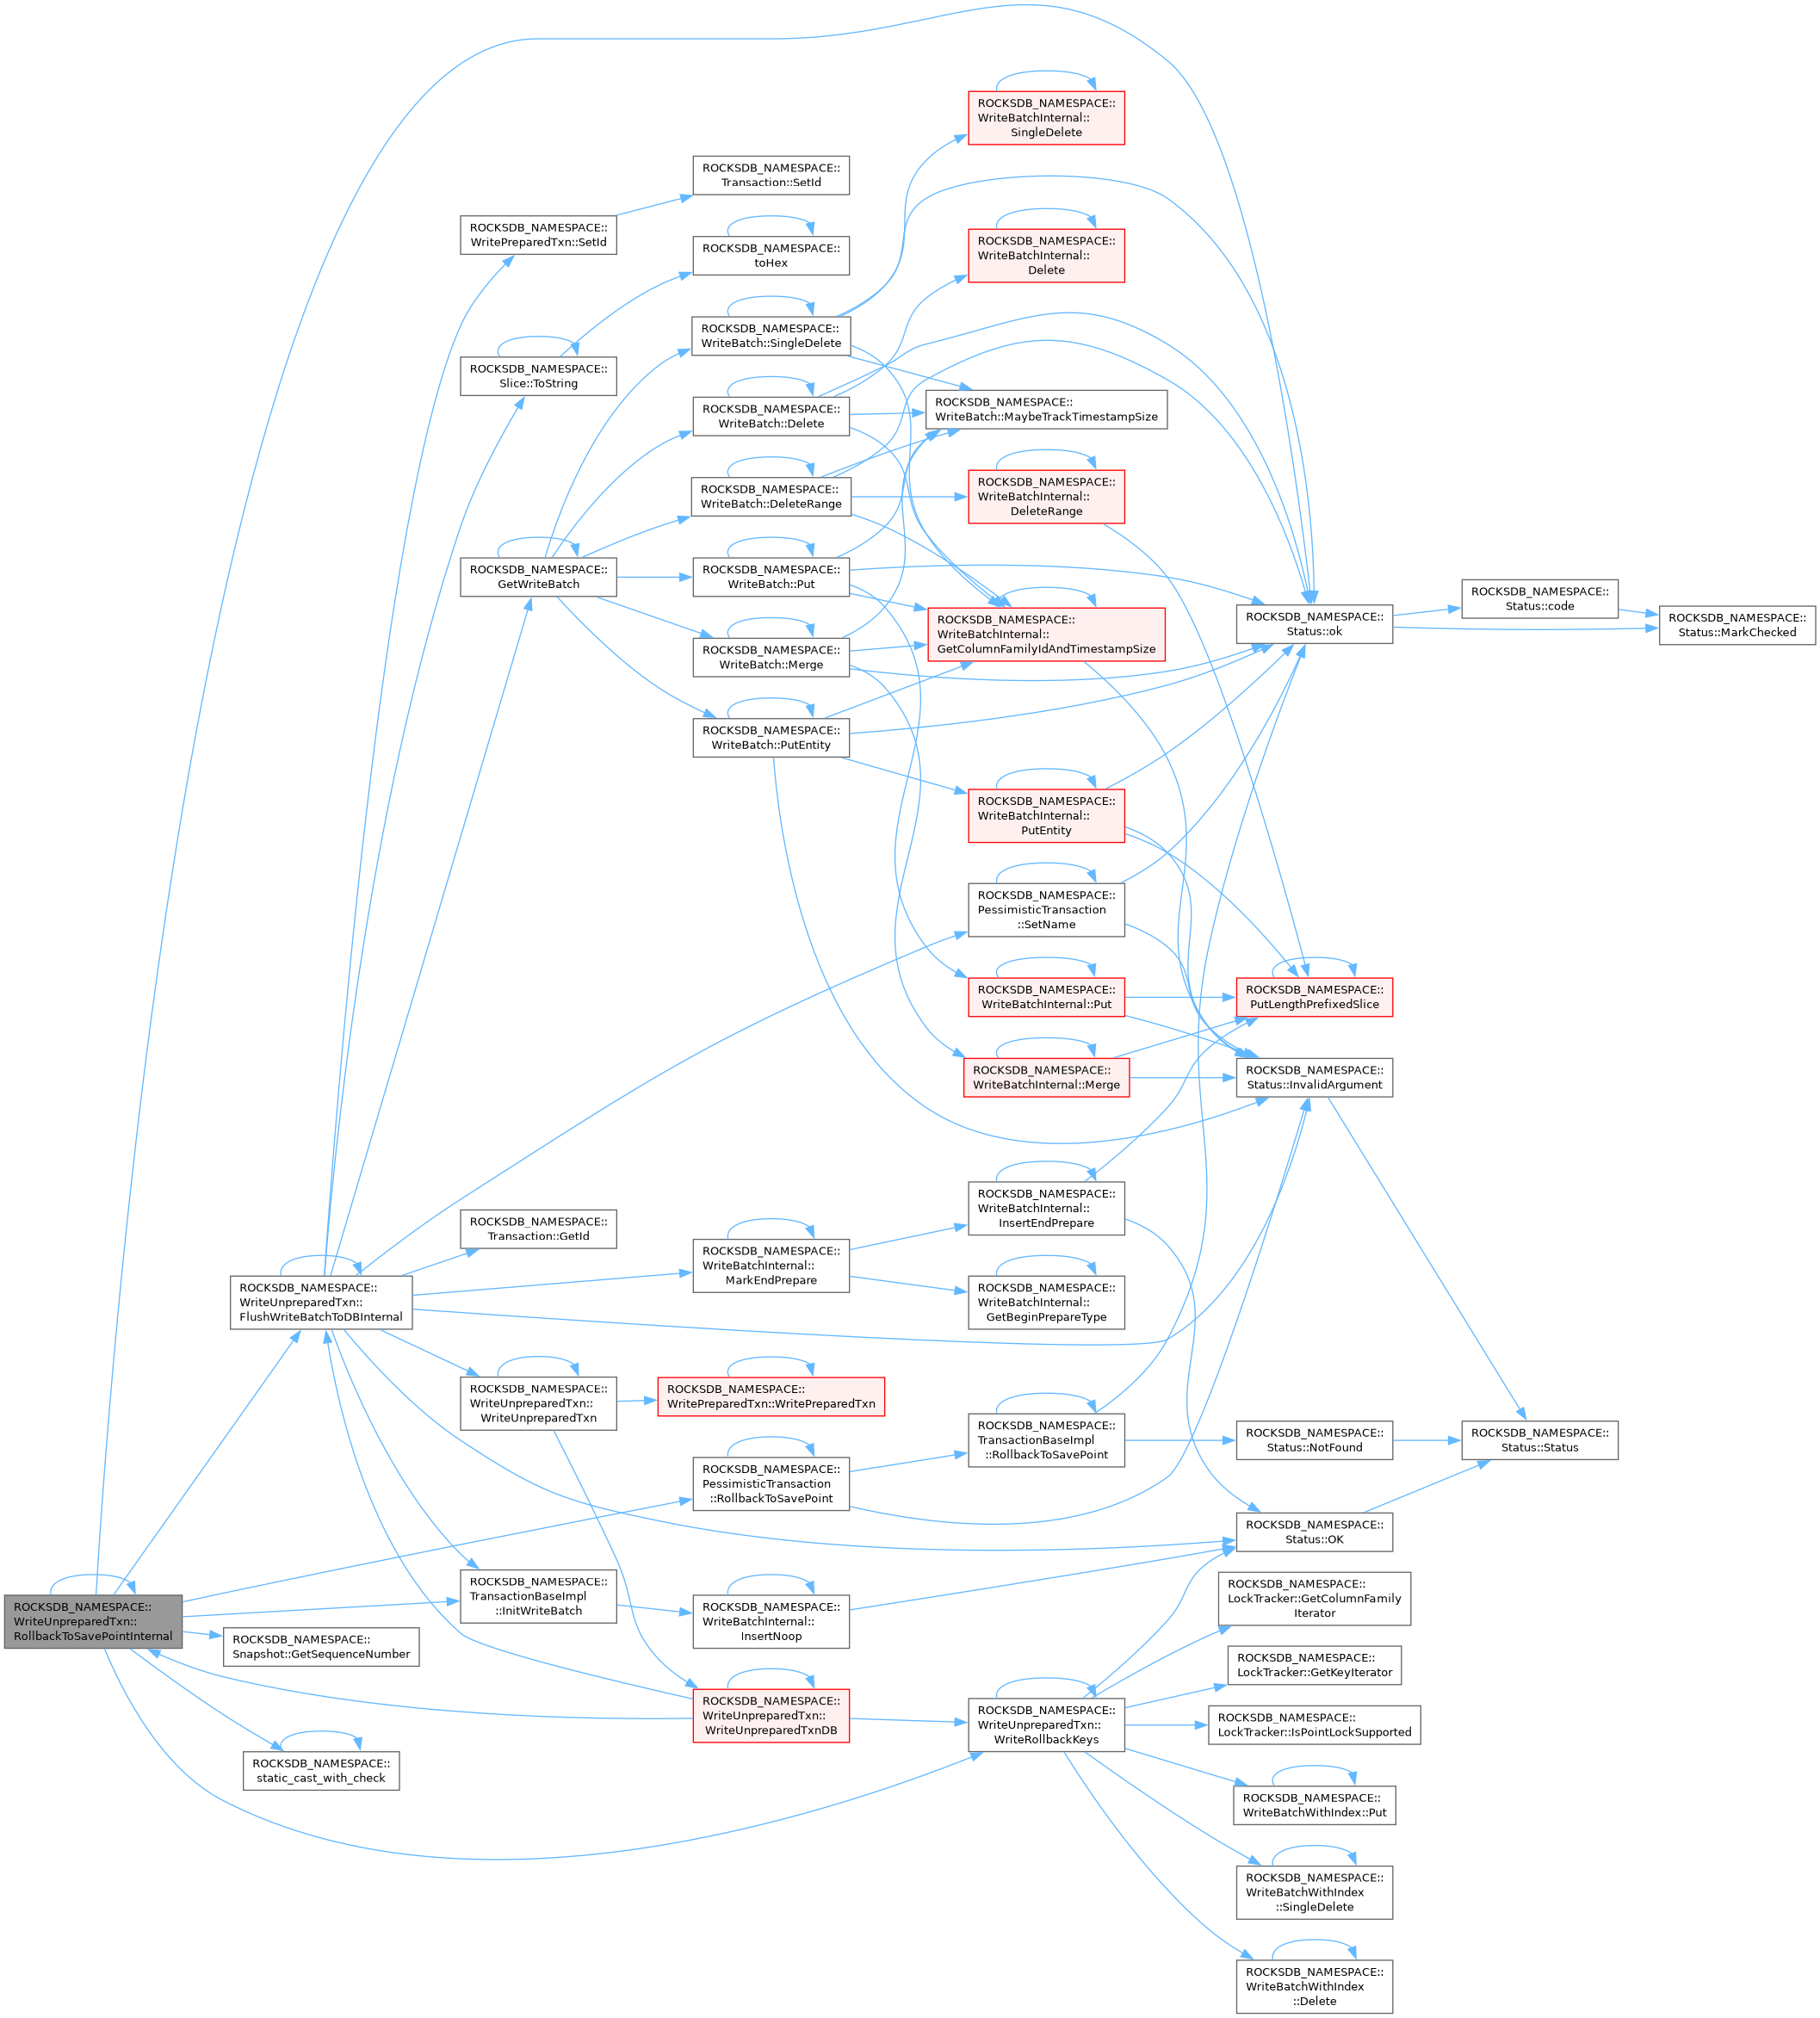 ROCKSDB_NAMESPACE::
WriteUnpreparedTxn::
RollbackToSavePointInternal
ROCKSDB_NAMESPACE::
WriteUnpreparedTxn::
FlushWriteBatchToDBInternal
ROCKSDB_NAMESPACE::
Snapshot::GetSequenceNumber
ROCKSDB_NAMESPACE::
static_cast_with_check
ROCKSDB_NAMESPACE::
WritePreparedTxn::SetId
ROCKSDB_NAMESPACE::
Slice::ToString
ROCKSDB_NAMESPACE::
GetWriteBatch
ROCKSDB_NAMESPACE::
Transaction::GetId
ROCKSDB_NAMESPACE::
WriteUnpreparedTxn::
WriteUnpreparedTxn
ROCKSDB_NAMESPACE::
TransactionBaseImpl
::InitWriteBatch
ROCKSDB_NAMESPACE::
Transaction::SetId
ROCKSDB_NAMESPACE::
toHex
ROCKSDB_NAMESPACE::
WriteBatch::SingleDelete
ROCKSDB_NAMESPACE::
WriteBatch::Delete
ROCKSDB_NAMESPACE::
WriteBatch::DeleteRange
ROCKSDB_NAMESPACE::
WriteBatch::Put
ROCKSDB_NAMESPACE::
WriteBatch::Merge
ROCKSDB_NAMESPACE::
WriteBatch::PutEntity
ROCKSDB_NAMESPACE::
WriteBatchInternal::
MarkEndPrepare
ROCKSDB_NAMESPACE::
WritePreparedTxn::WritePreparedTxn
ROCKSDB_NAMESPACE::
PessimisticTransaction
::RollbackToSavePoint
ROCKSDB_NAMESPACE::
WriteBatchInternal::
InsertNoop
ROCKSDB_NAMESPACE::
WriteUnpreparedTxn::
WriteUnpreparedTxnDB
ROCKSDB_NAMESPACE::
WriteBatchInternal::
SingleDelete
ROCKSDB_NAMESPACE::
WriteBatchInternal::
Delete
ROCKSDB_NAMESPACE::
WriteBatch::MaybeTrackTimestampSize
ROCKSDB_NAMESPACE::
WriteBatchInternal::
DeleteRange
ROCKSDB_NAMESPACE::
WriteBatchInternal::
GetColumnFamilyIdAndTimestampSize
ROCKSDB_NAMESPACE::
WriteBatchInternal::
PutEntity
ROCKSDB_NAMESPACE::
PessimisticTransaction
::SetName
ROCKSDB_NAMESPACE::
WriteBatchInternal::Put
ROCKSDB_NAMESPACE::
WriteBatchInternal::Merge
ROCKSDB_NAMESPACE::
WriteBatchInternal::
InsertEndPrepare
ROCKSDB_NAMESPACE::
WriteBatchInternal::
GetBeginPrepareType
ROCKSDB_NAMESPACE::
TransactionBaseImpl
::RollbackToSavePoint
ROCKSDB_NAMESPACE::
WriteUnpreparedTxn::
WriteRollbackKeys
ROCKSDB_NAMESPACE::
Status::ok
ROCKSDB_NAMESPACE::
PutLengthPrefixedSlice
ROCKSDB_NAMESPACE::
Status::InvalidArgument
ROCKSDB_NAMESPACE::
Status::NotFound
ROCKSDB_NAMESPACE::
Status::OK
ROCKSDB_NAMESPACE::
LockTracker::GetColumnFamily
Iterator
ROCKSDB_NAMESPACE::
LockTracker::GetKeyIterator
ROCKSDB_NAMESPACE::
LockTracker::IsPointLockSupported
ROCKSDB_NAMESPACE::
WriteBatchWithIndex::Put
ROCKSDB_NAMESPACE::
WriteBatchWithIndex
::SingleDelete
ROCKSDB_NAMESPACE::
WriteBatchWithIndex
::Delete
ROCKSDB_NAMESPACE::
Status::code
ROCKSDB_NAMESPACE::
Status::Status
ROCKSDB_NAMESPACE::
Status::MarkChecked